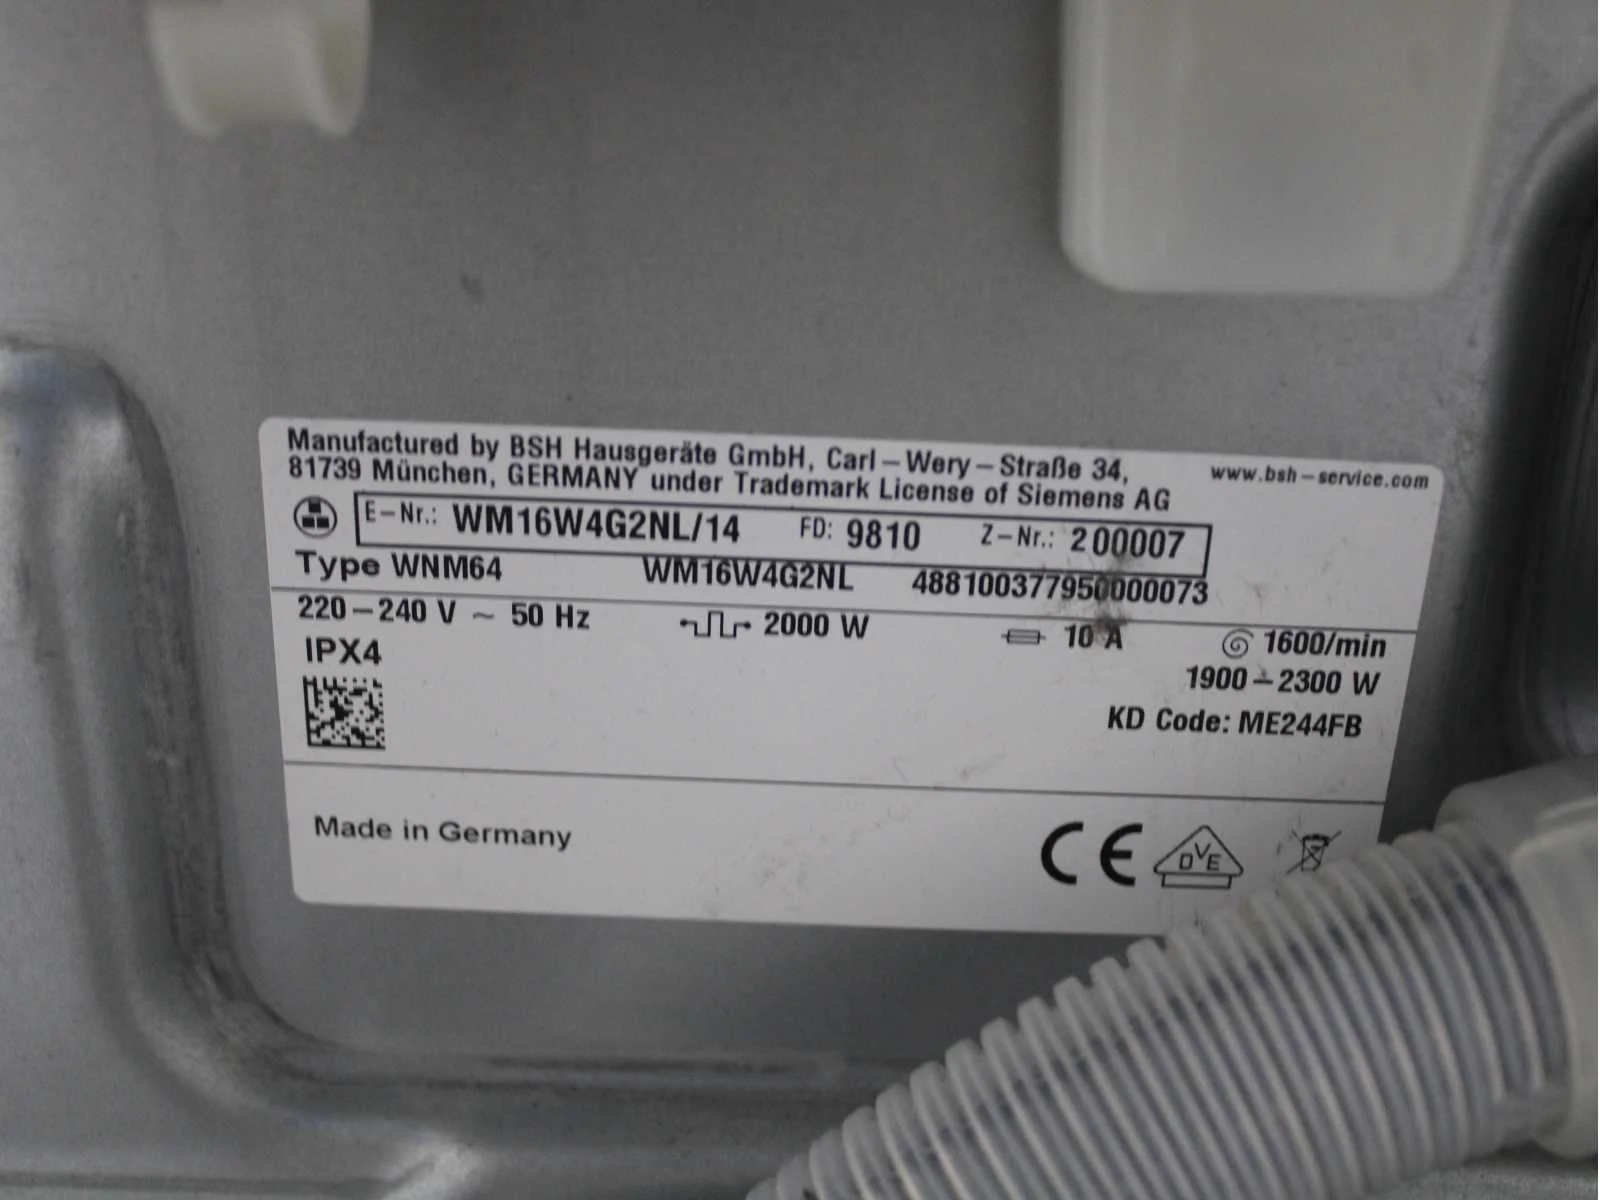 Manufactured by BSH Hausgeräte GmbH, Carl-Wery-Straße 34,
81739 München, GERMANY under Trademark License of Siemens AG
www.bsh-service.com
E-Nr.: WM16W4G2NL/14 FD: 9810 Z-Nr.: 200007
Type WNM64 WM16W4G2NL 488100377950000073
220-240 V ~ 50 Hz 2000 W 10 A 1600/min
IPX4 1900-2300 W
KD Code: ME244FB
Made in Germany
CE DVE